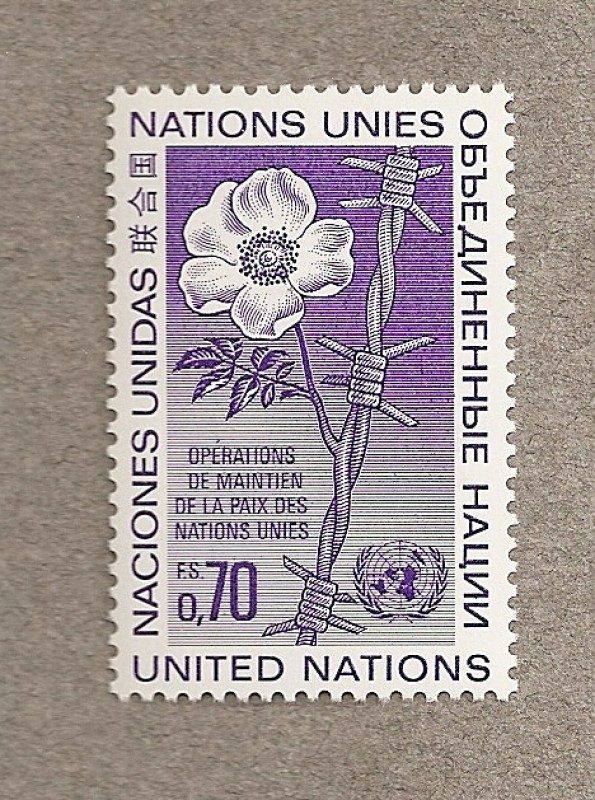 NATIONS UNIES
ОБЪЕДИНЕННЫЕ НАЦИИ
NACIONES UNIDAS 联合国
OPÉRATIONS
DE MAINTIEN
DE LA PAIX DES
NATIONS UNIES
F.S.
0,70
UNITED NATIONS